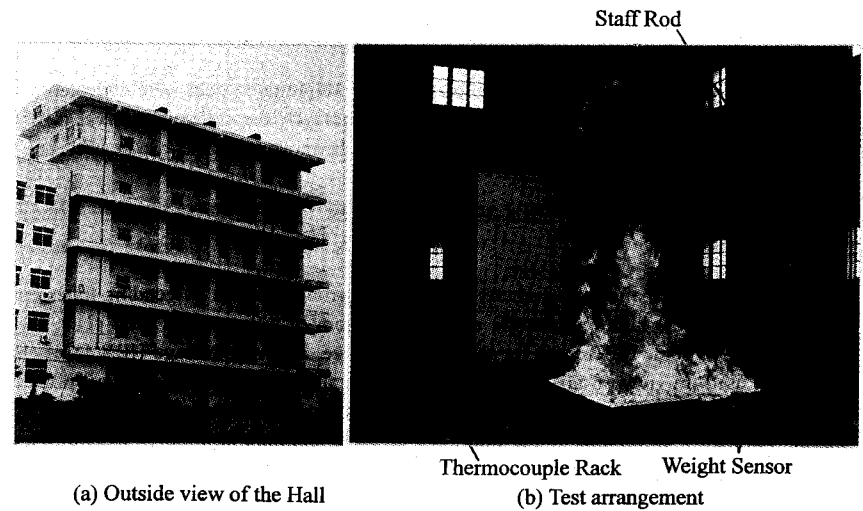 Staff Rod
Thermocouple Rack
Weight Sensor
(a) Outside view of the Hall
(b) Test arrangement